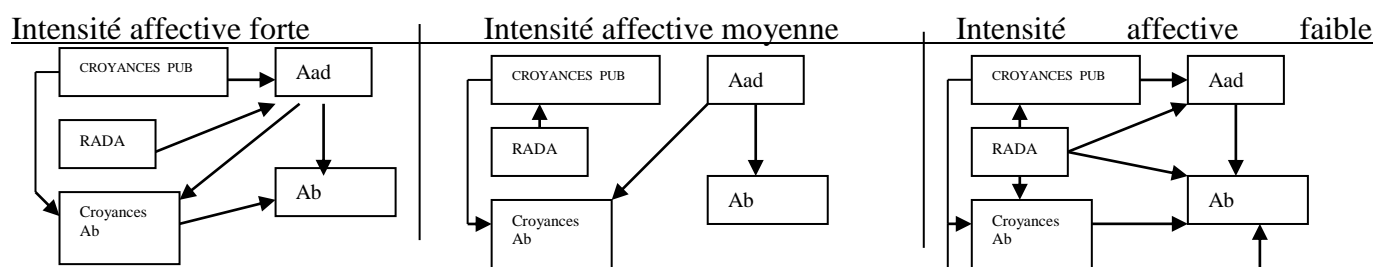 Intensité affective forte
CROYANCES PUB
Aad
RADA
Ab
Croyances
Ab
Intensité affective moyenne
CROYANCES PUB
Aad
RADA
Ab
Croyances
Ab
Intensité affective faible
CROYANCES PUB
Aad
RADA
Ab
Croyances
Ab